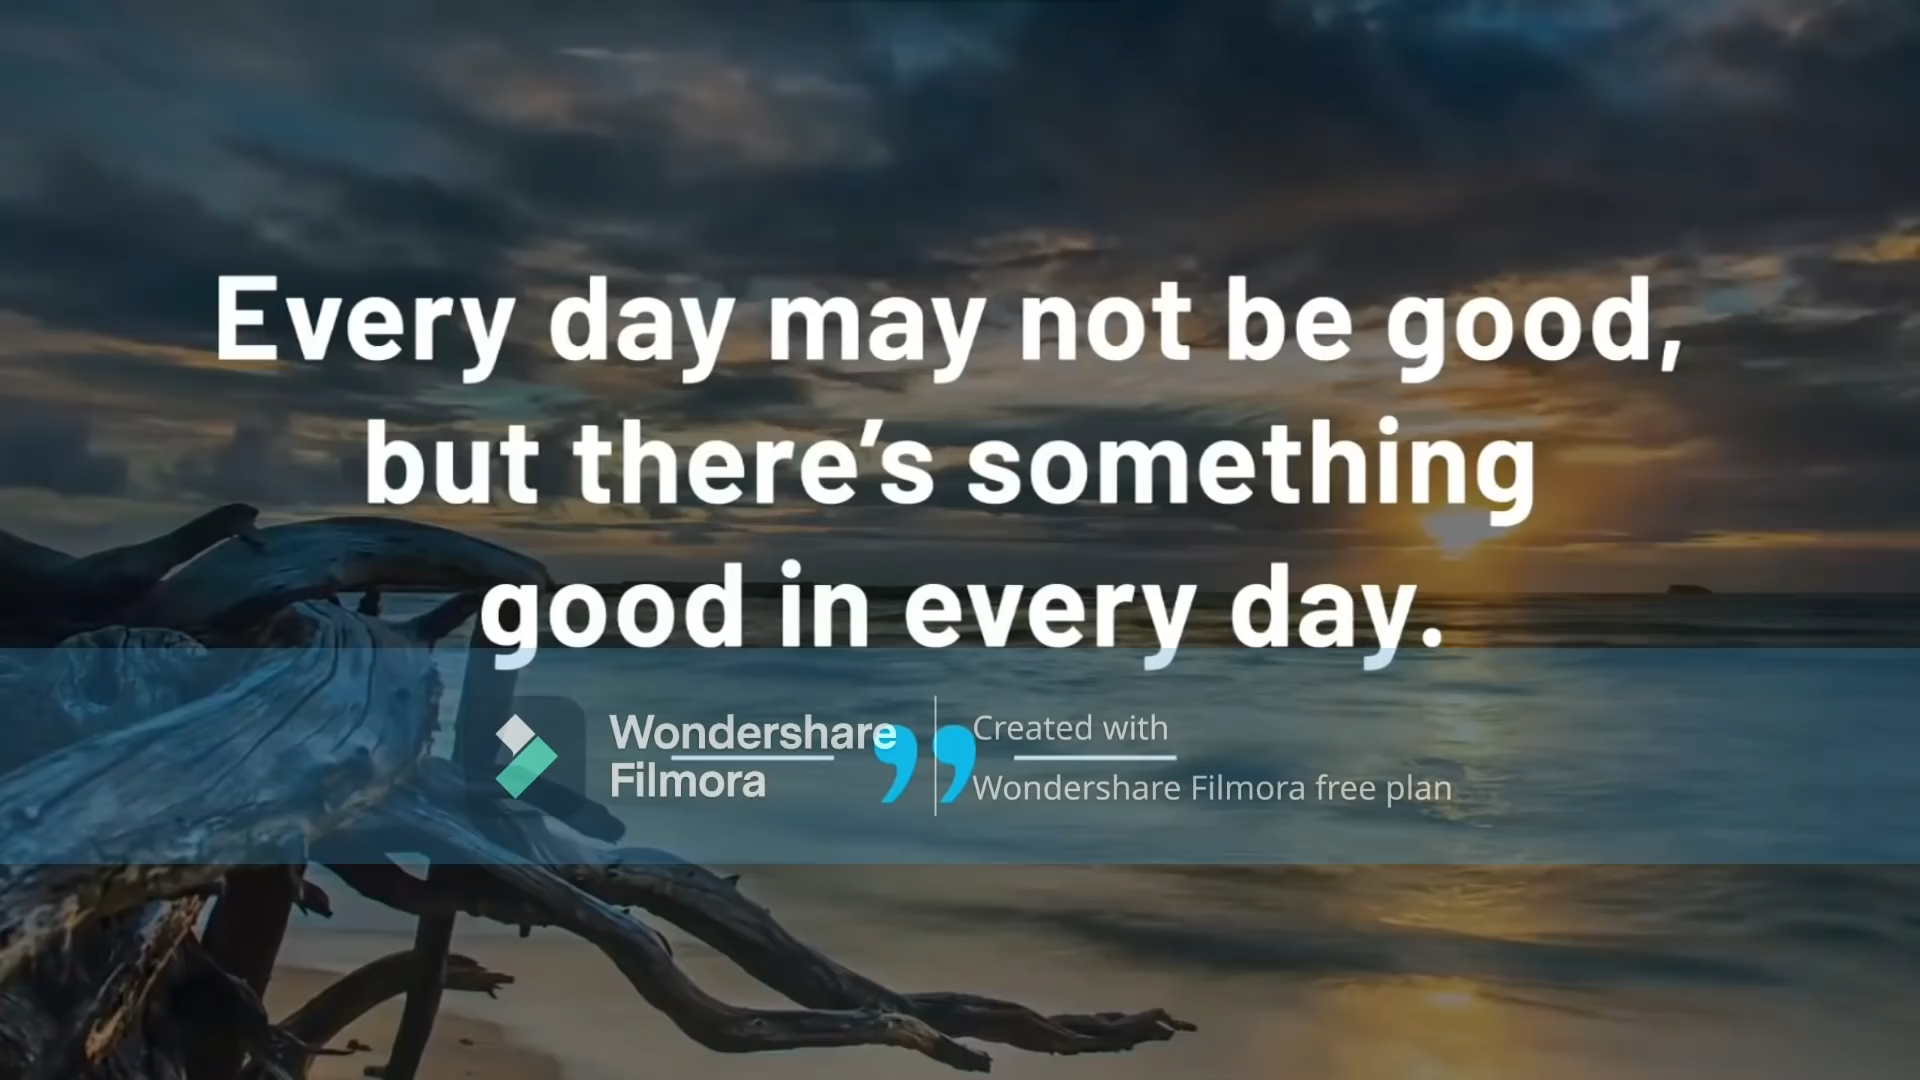 Every day may not be good,
but there’s something
good in every day.
Wondershare
Filmora
Created with
Wondershare Filmora free plan